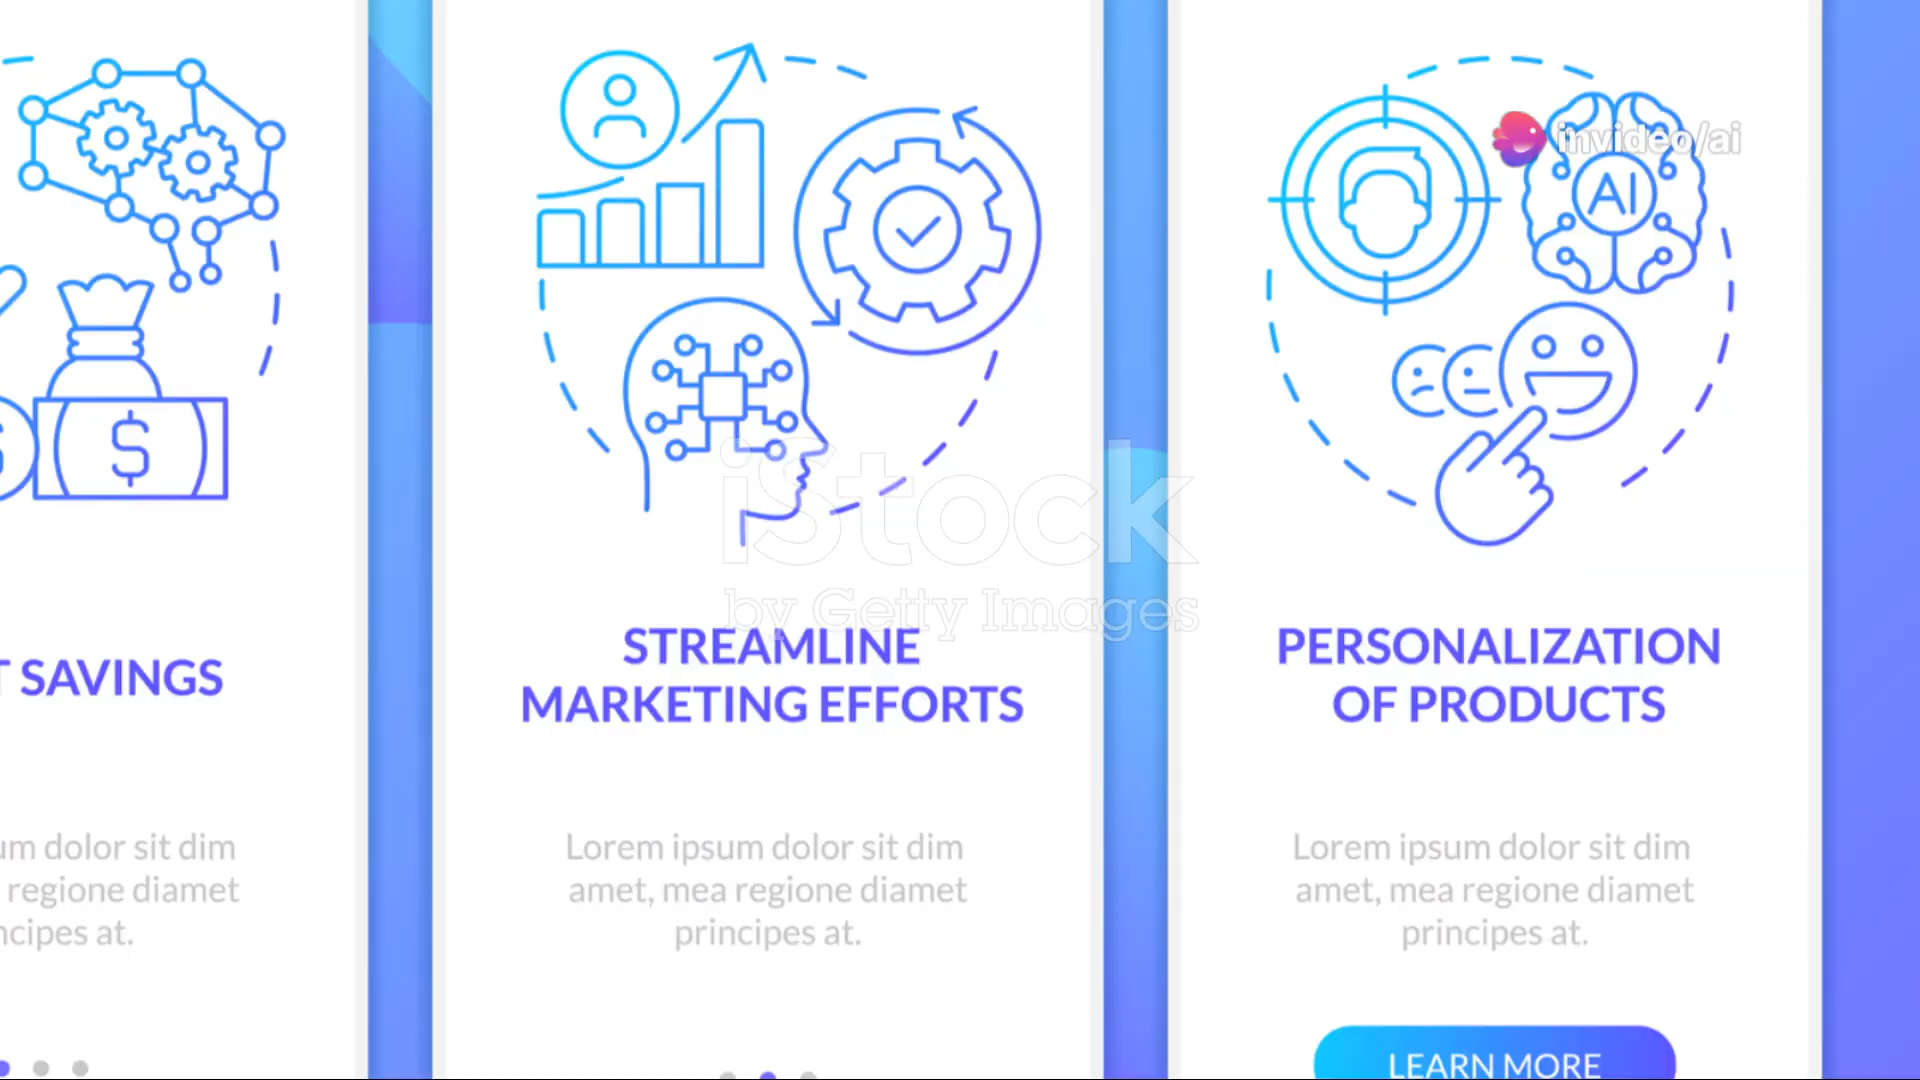 invideo/ai
AI
$
iStock
by Getty Images
T SAVINGS
STREAMLINE
MARKETING EFFORTS
PERSONALIZATION
OF PRODUCTS
um dolor sit dim
regione diamet
ncipes at.
Lorem ipsum dolor sit dim
amet, mea regione diamet
principes at.
Lorem ipsum dolor sit dim
amet, mea regione diamet
principes at.
LEARN MORE